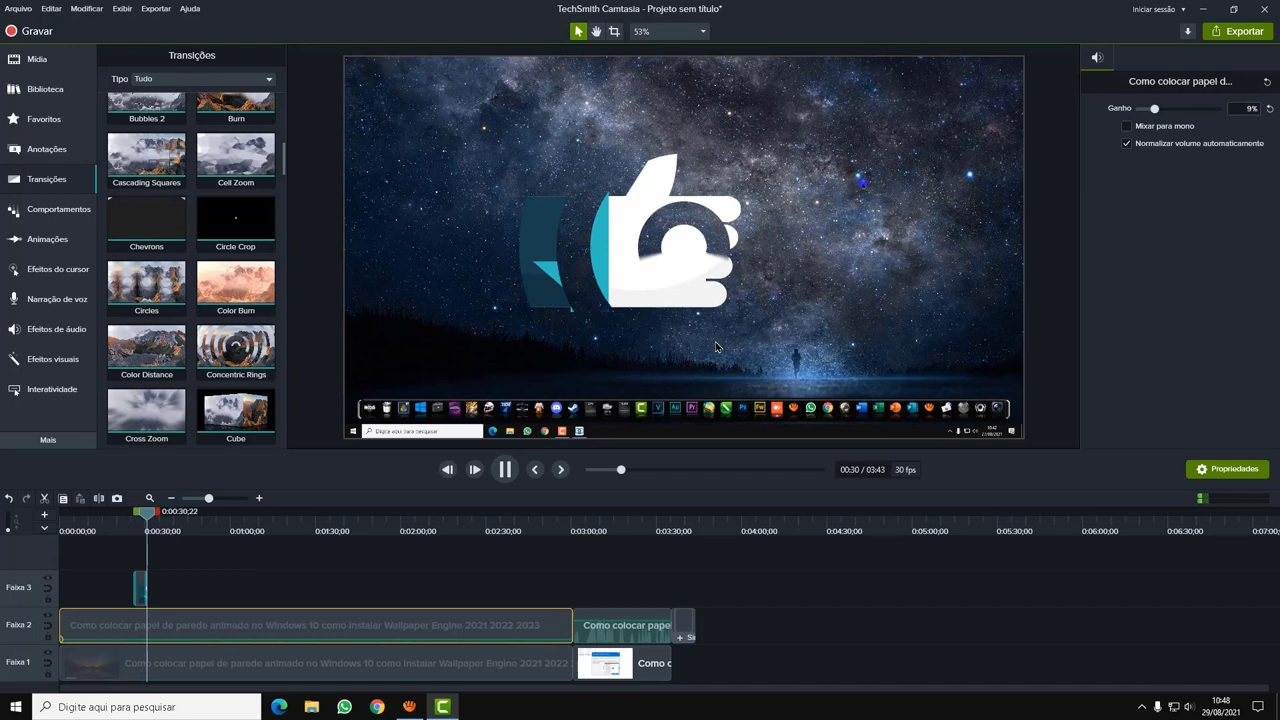 Arquivo Editar Modificar Exibir Exportar Ajuda
TechSmith Camtasia - Projeto sem título*
Iniciar sessão
Gravar
53%
Exportar
Mídia
Biblioteca
Favoritos
Anotações
Transições
Comportamentos
Animações
Efeitos do cursor
Narração de voz
Efeitos de áudio
Efeitos visuais
Interatividade
Mais
Transições
Tipo Tudo
Bubbles 2 Burn
Cascading Squares Cell Zoom
Chevrons Circle Crop
Circles Color Burn
Color Distance Concentric Rings
Cross Zoom Cube
Digite aqui para pesquisar
10:42
27/08/2021
Como colocar papel d...
Ganho 9%
Mixar para mono
Normalizar volume automaticamente
00:30 / 03:43 30 fps
Propriedades
0:00:30;22
0:00:00;00 0:00:30;00 0:01:00;00 0:01:30;00 0:02:00;00 0:02:30;00 0:03:00;00 0:03:30;00 0:04:00;00 0:04:30;00 0:05:00;00 0:05:30;00 0:06:00;00 0:06:30;00 0:07:00
Faixa 3
Faixa 2
Como colocar papel de parede animado no Windows 10 como instalar Wallpaper Engine 2021 2022 2023
Como colocar papel
+ Sa
Faixa 1
Como colocar papel de parede animado no Windows 10 como instalar Wallpaper Engine 2021 2022
Como c
Digite aqui para pesquisar
10:48
29/08/2021